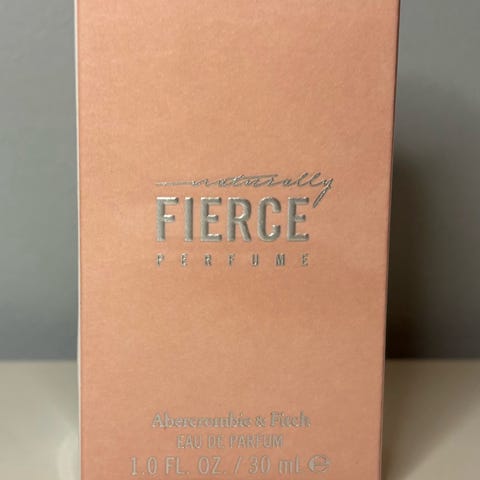 naturally
FIERCE
PERFUME
Abercrombie & Fitch
EAU DE PARFUM
1.0 FL. OZ. / 30 ml ℮